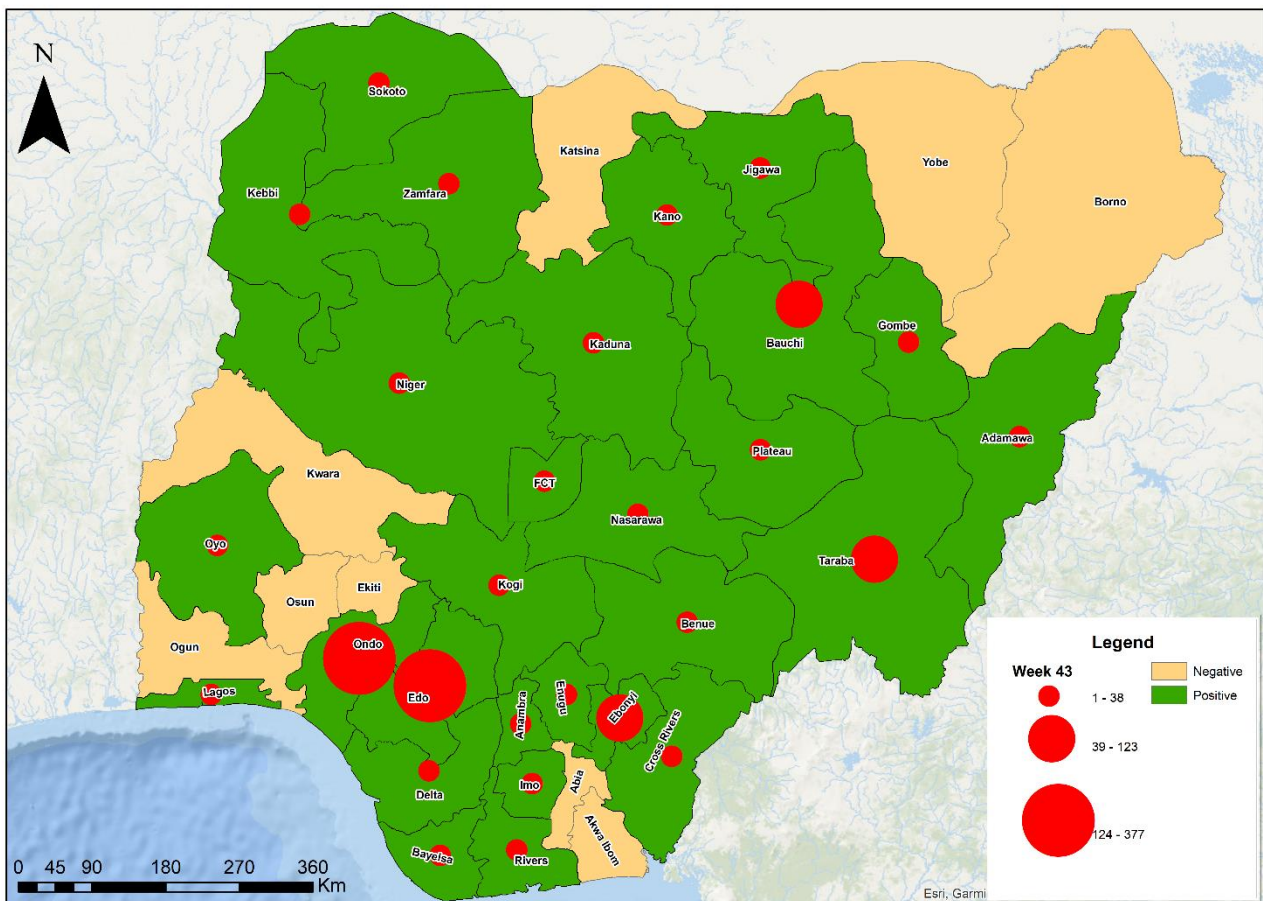 N
Sokoto
Katsina
Jigawa
Yobe
Kebbi
Zamfara
Kano
Borno
Gombe
Bauchi
Kaduna
Niger
Adamawa
Plateau
Kwara
FCT
Nasarawa
Oyo
Taraba
Kogi
Ekiti
Osun
Benue
Ondo
Ogun
Lagos
Edo
Anambra
Enugu
Ebonyi
Cross Rivers
Delta
Imo
Abia
Akwa Ibom
Bayelsa
Rivers
Legend
Week 43
1 - 38
39 - 123
124 - 377
Negative
Positive
0 45 90 180 270 360
Km
Esri, Garmi